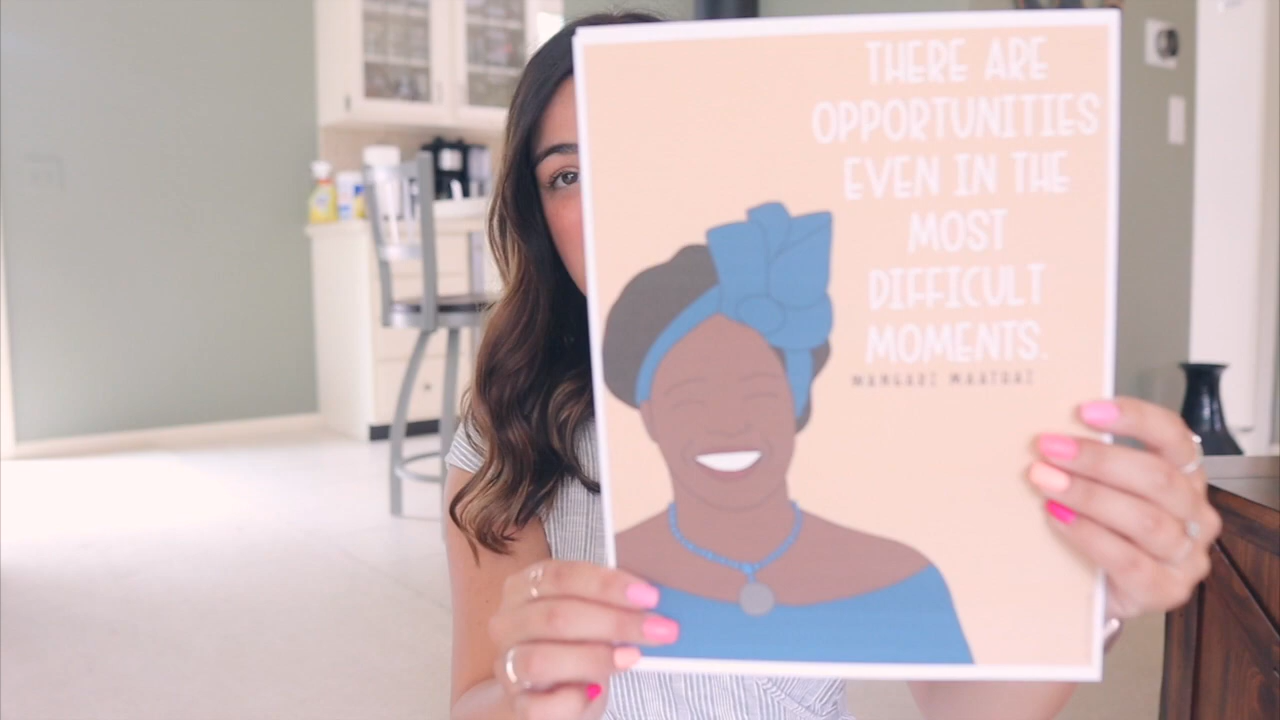 THERE ARE
OPPORTUNITIES
EVEN IN THE
MOST
DIFFICULT
MOMENTS.
WANGARI MAATHAI